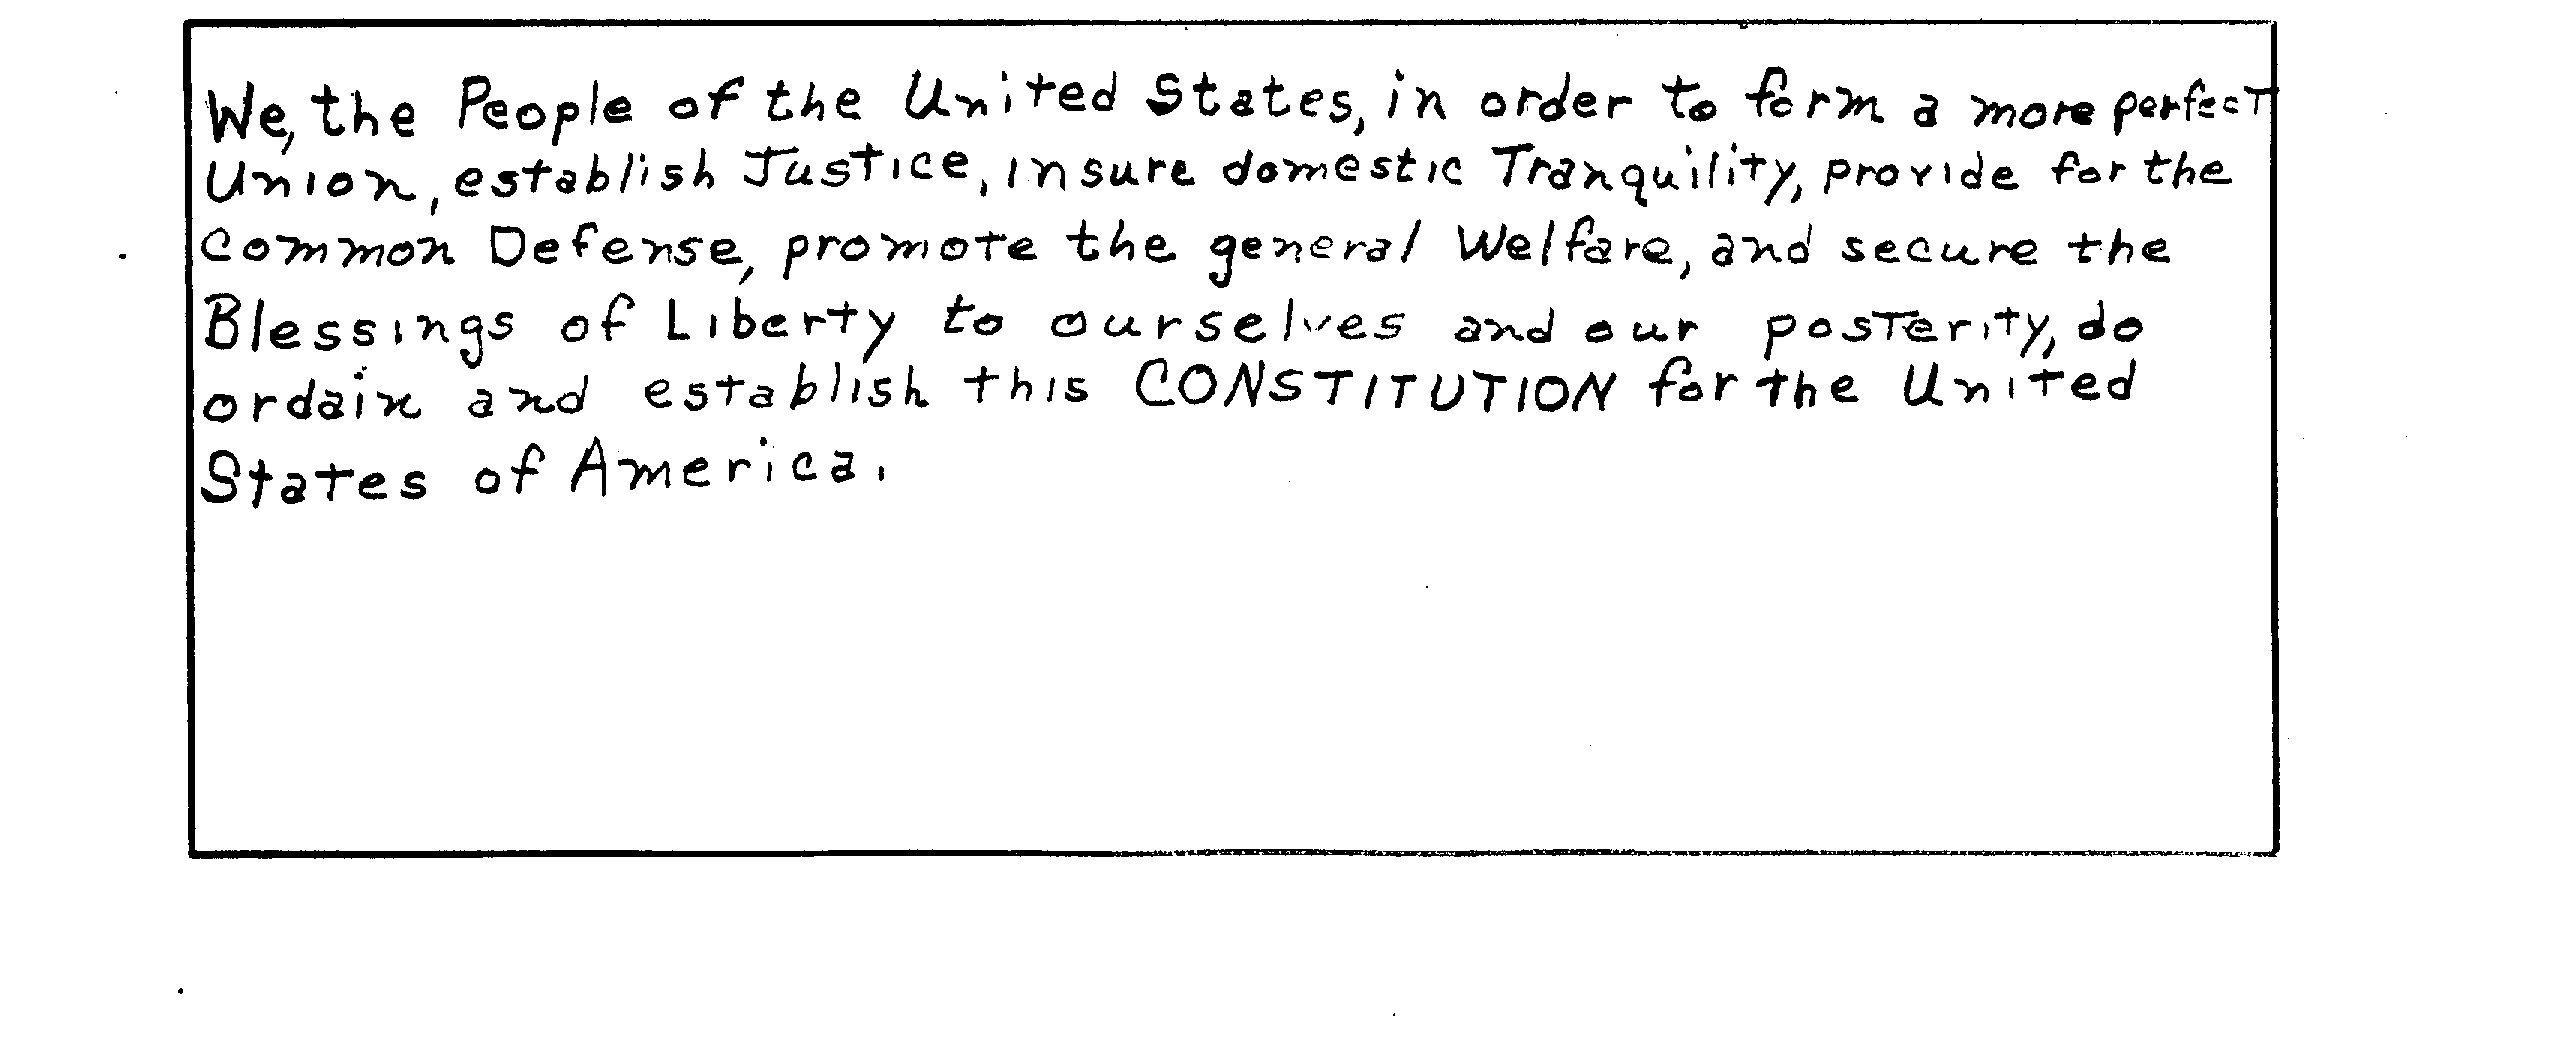 We, the People of the United States, in order to form a more perfect
Union, establish Justice, insure domestic Tranquility, provide for the
Common Defense, promote the general Welfare, and secure the
Blessings of Liberty to ourselves and our posterity, do
ordain and establish this CONSTITUTION for the United
States of America.